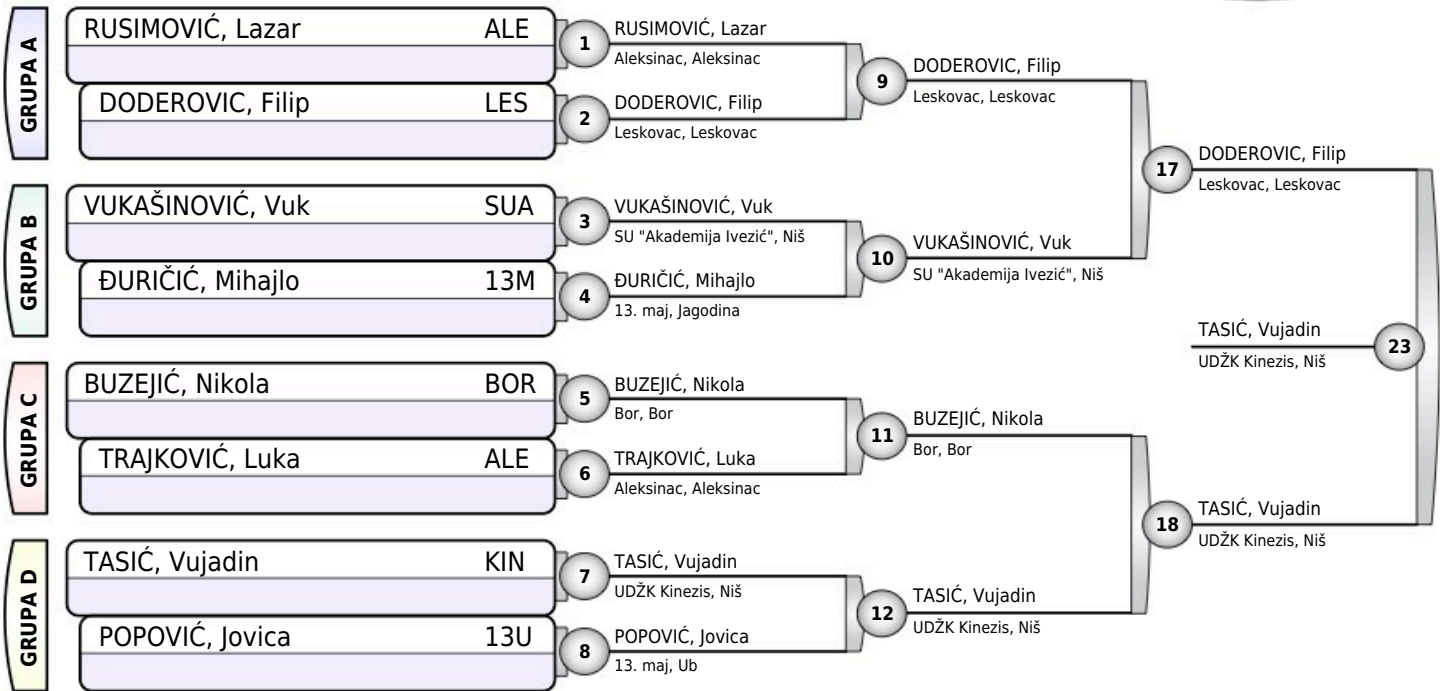 GRUPA A
RUSIMOVIĆ, Lazar ALE
DODEROVIC, Filip LES
1
RUSIMOVIĆ, Lazar
Aleksinac, Aleksinac
2
DODEROVIC, Filip
Leskovac, Leskovac
9
DODEROVIC, Filip
Leskovac, Leskovac
GRUPA B
VUKAŠINOVIĆ, Vuk SUA
ĐURIČIĆ, Mihajlo 13M
3
VUKAŠINOVIĆ, Vuk
SU "Akademija Ivezić", Niš
4
ĐURIČIĆ, Mihajlo
13. maj, Jagodina
10
VUKAŠINOVIĆ, Vuk
SU "Akademija Ivezić", Niš
17
DODEROVIC, Filip
Leskovac, Leskovac
GRUPA C
BUZEJIĆ, Nikola BOR
TRAJKOVIĆ, Luka ALE
5
BUZEJIĆ, Nikola
Bor, Bor
6
TRAJKOVIĆ, Luka
Aleksinac, Aleksinac
11
BUZEJIĆ, Nikola
Bor, Bor
GRUPA D
TASIĆ, Vujadin KIN
POPOVIĆ, Jovica 13U
7
TASIĆ, Vujadin
UDŽK Kinezis, Niš
8
POPOVIĆ, Jovica
13. maj, Ub
12
TASIĆ, Vujadin
UDŽK Kinezis, Niš
18
TASIĆ, Vujadin
UDŽK Kinezis, Niš
TASIĆ, Vujadin
UDŽK Kinezis, Niš
23